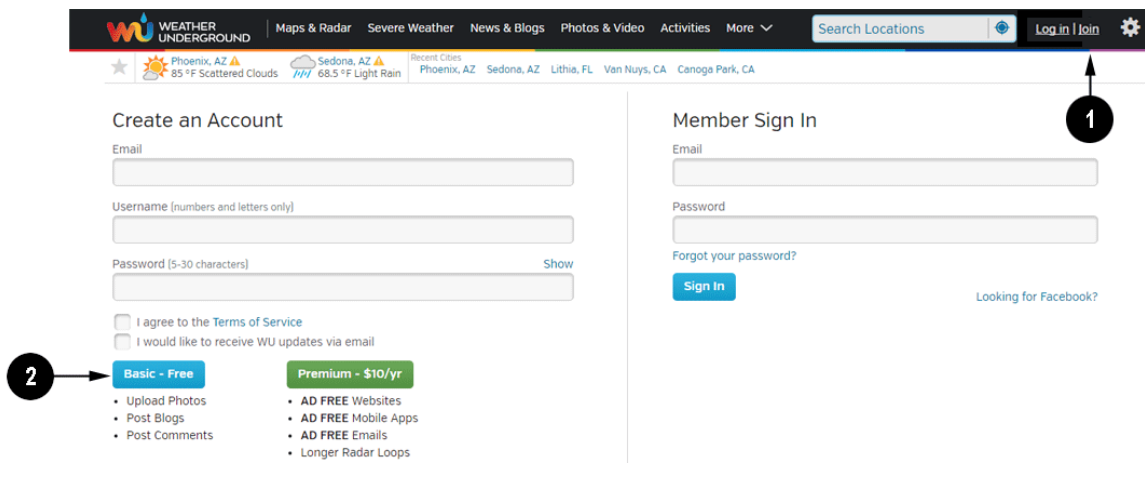 WEATHER UNDERGROUND Maps & Radar Severe Weather News & Blogs Photos & Video Activities More Search Locations Log in | Join
Phoenix, AZ
85 °F Scattered Clouds
Sedona, AZ
68.5 °F Light Rain
Recent Cities
Phoenix, AZ Sedona, AZ Lithia, FL Van Nuys, CA Canoga Park, CA
1
Create an Account
Email
Username (numbers and letters only)
Password (5-30 characters) Show
I agree to the Terms of Service
I would like to receive WU updates via email
2
Basic - Free
• Upload Photos
• Post Blogs
• Post Comments
Premium - $10/yr
• AD FREE Websites
• AD FREE Mobile Apps
• AD FREE Emails
• Longer Radar Loops
Member Sign In
Email
Password
Forgot your password?
Sign In
Looking for Facebook?